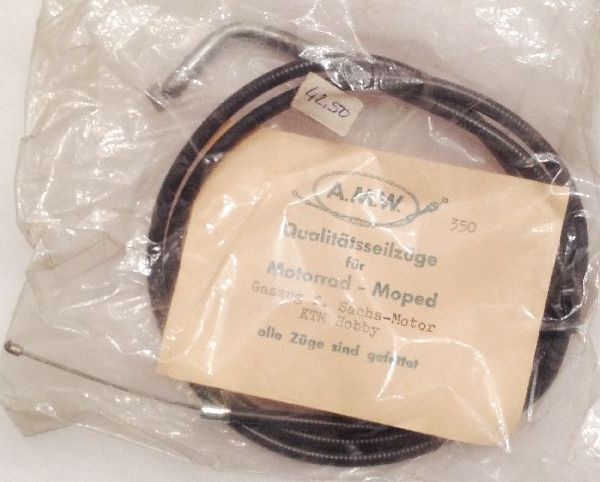 42,50
A.M.W.
350
Qualitätsseilzüge
für
Motorrad - Moped
Gaszug f. Sachs-Motor
KTM Hobby
alle Züge sind gefettet